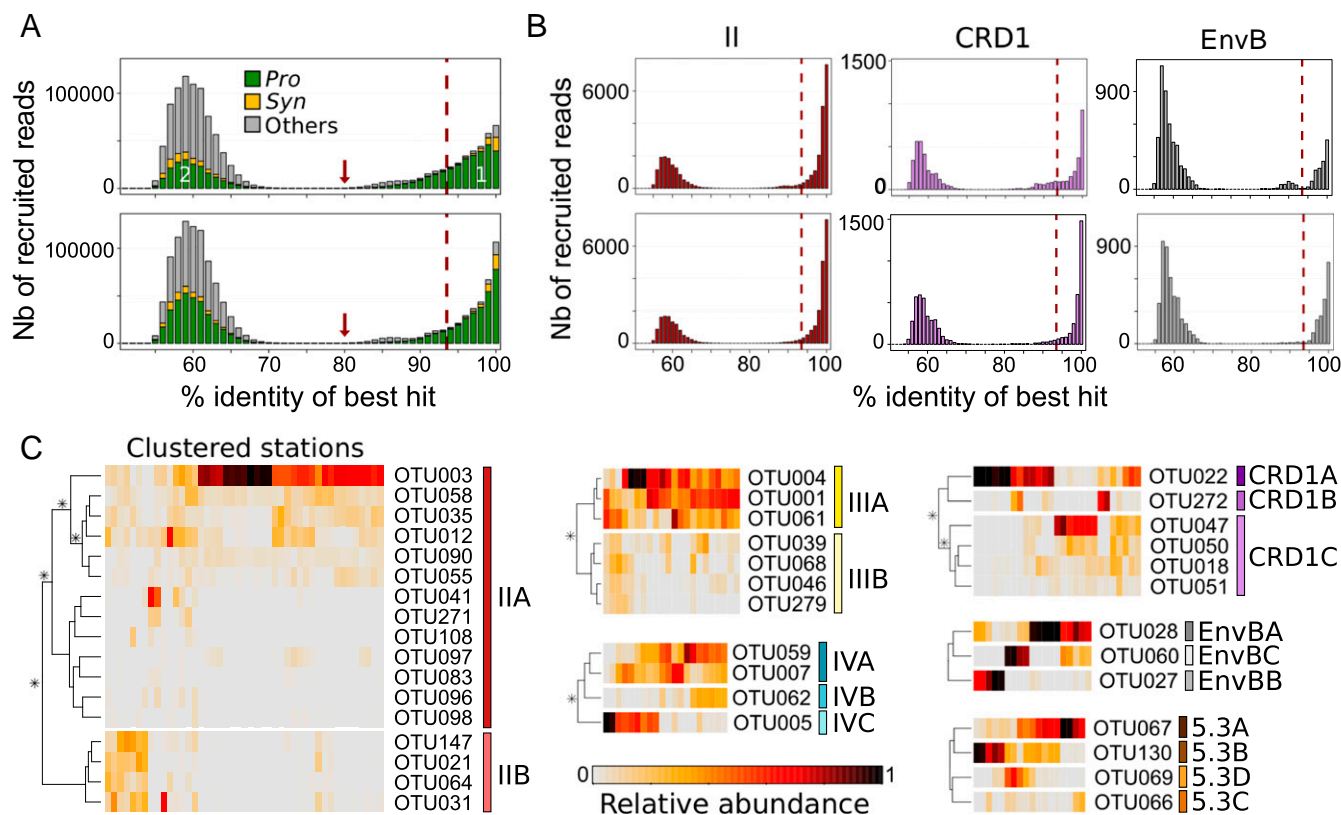 A
Nb of recruited reads
100000
0
Pro
Syn
Others
2
1
100000
0
60
70
80
90
100
% identity of best hit
B
II
CRD1
EnvB
Nb of recruited reads
6000
0
1500
0
900
0
6000
0
1500
0
900
0
60
80
100
60
80
100
60
80
100
% identity of best hit
C
Clustered stations
OTU003
OTU058
OTU035
OTU012
OTU090
OTU055
OTU041
OTU271
OTU108
OTU097
OTU083
OTU096
OTU098
IIA
OTU147
OTU021
OTU064
OTU031
IIB
OTU004
OTU001
OTU061
IIIA
OTU039
OTU068
OTU046
OTU279
IIIB
OTU059
OTU007
IVA
OTU062
IVB
OTU005
IVC
0
1
Relative abundance
OTU022
CRD1A
OTU272
CRD1B
OTU047
OTU050
OTU018
OTU051
CRD1C
OTU028
EnvBA
OTU060
EnvBC
OTU027
EnvBB
OTU067
5.3A
OTU130
5.3B
OTU069
5.3D
OTU066
5.3C